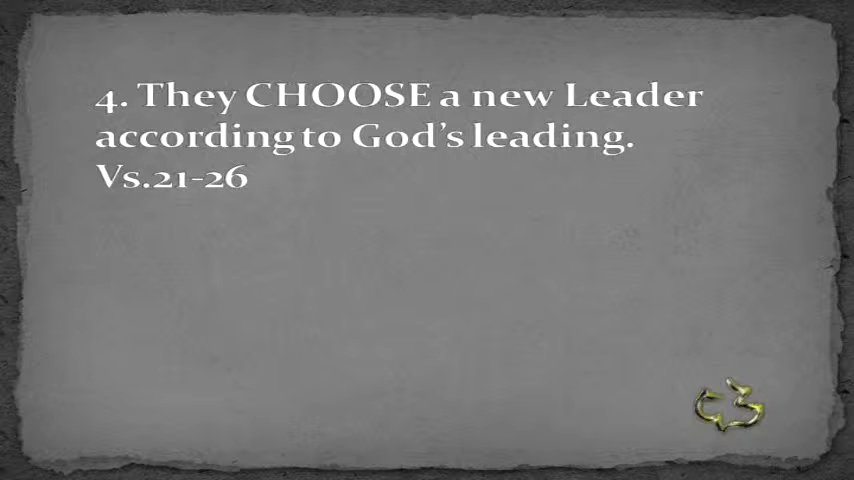 4. They CHOOSE a new Leader
according to God’s leading.
Vs.21-26